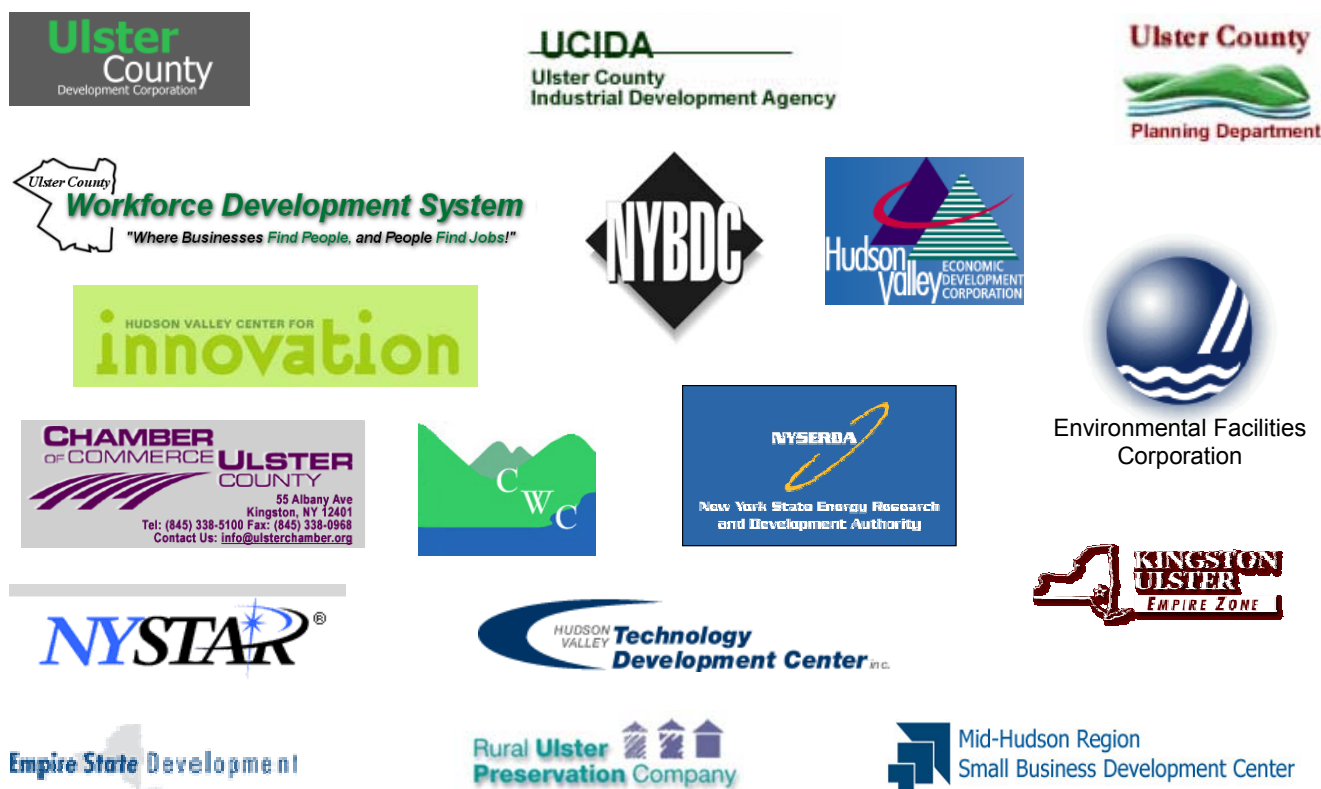 Ulster
County
Development Corporation
UCIDA
Ulster County
Industrial Development Agency
Ulster County
Planning Department
Ulster County
Workforce Development System
"Where Businesses Find People, and People Find Jobs!"
NYBDC
Hudson
Valley
ECONOMIC
DEVELOPMENT
CORPORATION
HUDSON VALLEY CENTER FOR
innovation
Environmental Facilities
Corporation
CHAMBER
OF COMMERCE ULSTER
COUNTY
55 Albany Ave
Kingston, NY 12401
Tel: (845) 338-5100 Fax: (845) 338-0968
Contact Us: info@ulsterchamber.org
C
W
C
NYSERDA
New York State Energy Research
and Development Authority
KINGSTON
ULSTER
EMPIRE ZONE
NYSTAR®
HUDSON
VALLEY
Technology
Development Center inc.
Empire State Development
Rural Ulster
Preservation Company
Mid-Hudson Region
Small Business Development Center